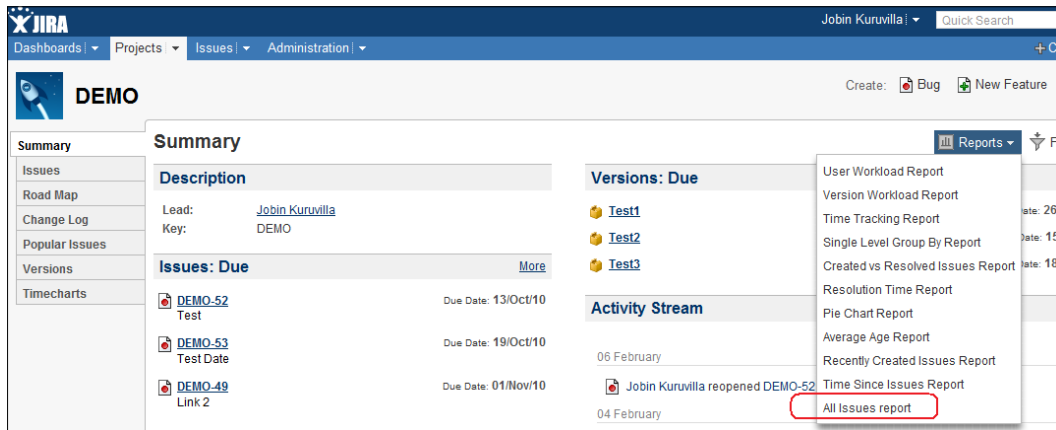 JIRA
Jobin Kuruvilla
Quick Search
Dashboards Projects Issues Administration
DEMO
Create: Bug New Feature
Summary
Issues
Road Map
Change Log
Popular Issues
Versions
Timecharts
Summary
Reports
Description
Lead: Jobin Kuruvilla
Key: DEMO
Issues: Due More
DEMO-52 Due Date: 13/Oct/10
Test
DEMO-53 Due Date: 19/Oct/10
Test Date
DEMO-49 Due Date: 01/Nov/10
Link 2
Versions: Due
Test1
Test2
Test3
Activity Stream
06 February
Jobin Kuruvilla reopened DEMO-52
04 February
User Workload Report
Version Workload Report
Time Tracking Report
Single Level Group By Report
Created vs Resolved Issues Report
Resolution Time Report
Pie Chart Report
Average Age Report
Recently Created Issues Report
Time Since Issues Report
All Issues report